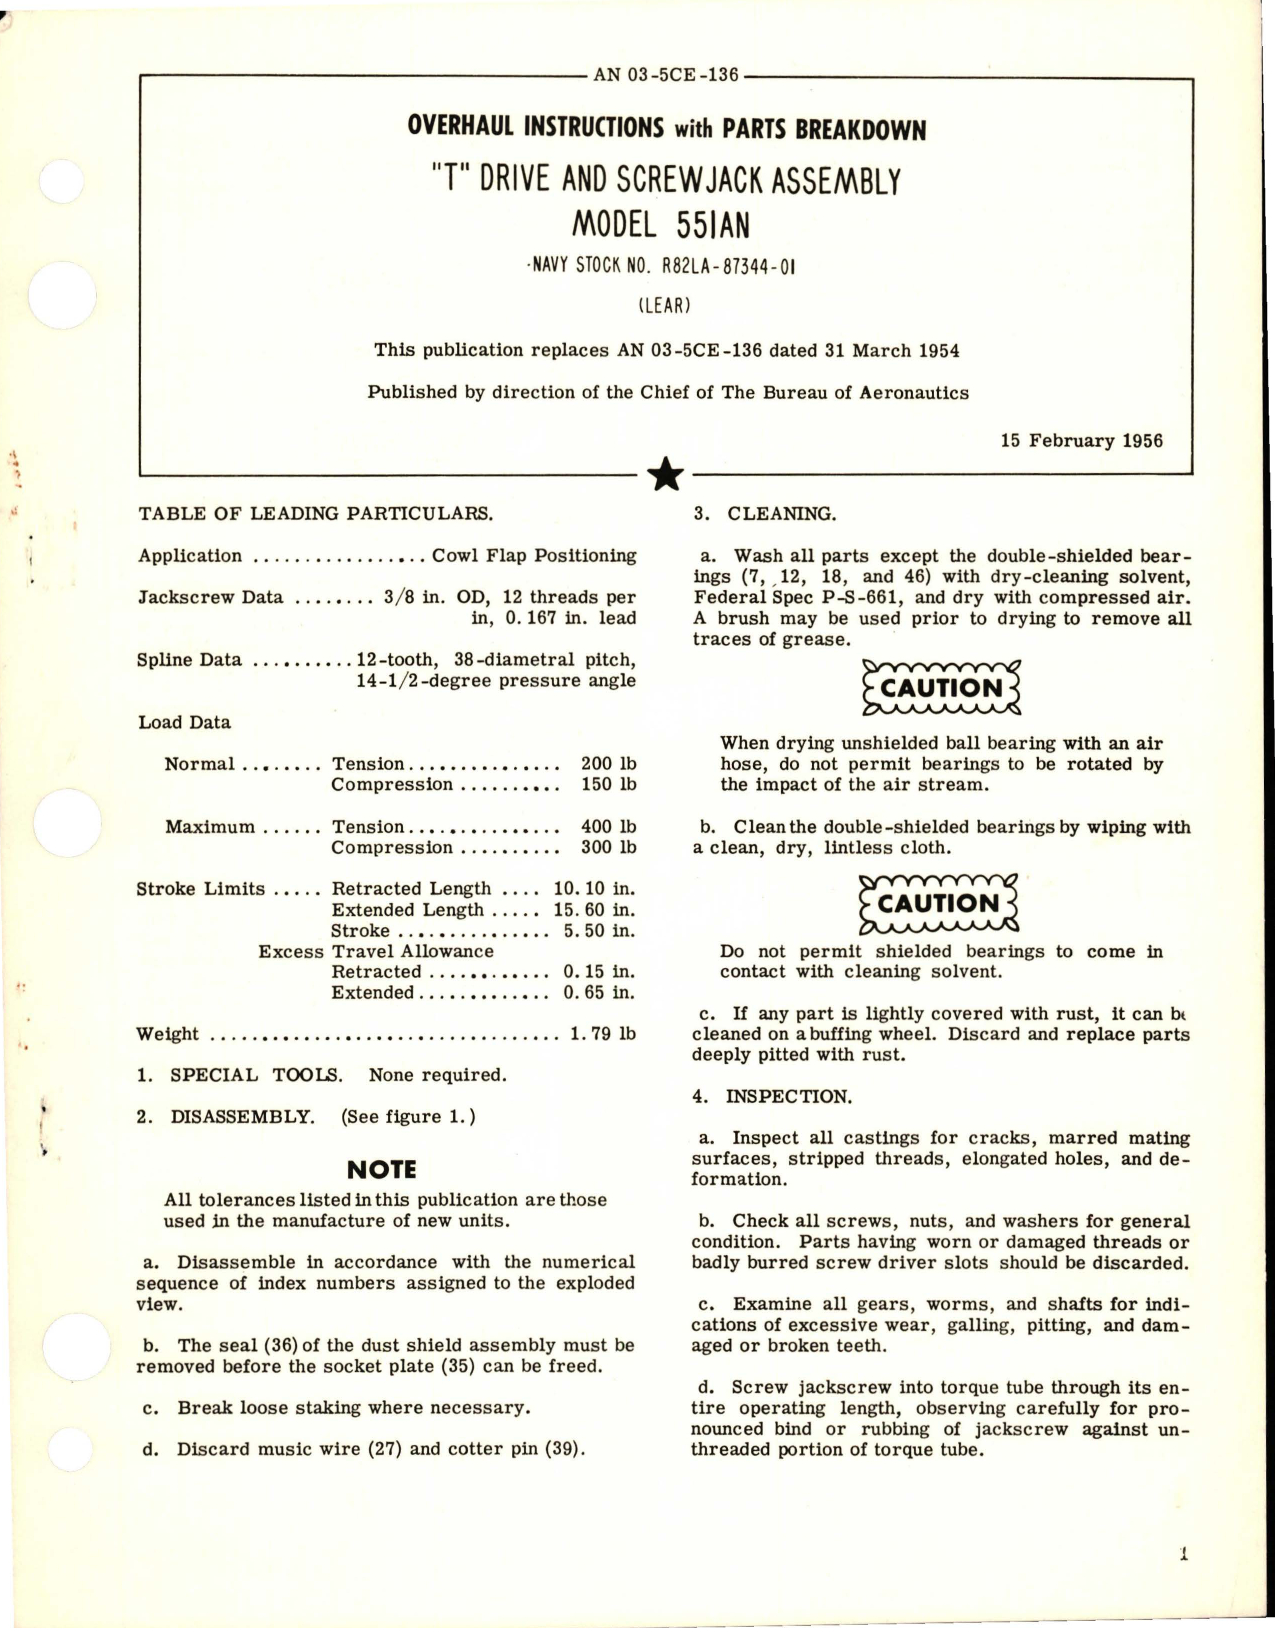 AN 03-5CE-136
OVERHAUL INSTRUCTIONS with PARTS BREAKDOWN
"T" DRIVE AND SCREWJACK ASSEMBLY
MODEL 551AN
NAVY STOCK NO. R82LA-87344-01
(LEAR)
This publication replaces AN 03-5CE-136 dated 31 March 1954
Published by direction of the Chief of The Bureau of Aeronautics
15 February 1956
TABLE OF LEADING PARTICULARS.
Application ................. Cowl Flap Positioning
Jackscrew Data ........ 3/8 in. OD, 12 threads per
in, 0.167 in. lead
Spline Data .......... 12-tooth, 38-diametral pitch,
14-1/2-degree pressure angle
Load Data
Normal ........ Tension............... 200 lb
Compression .......... 150 lb
Maximum ...... Tension............... 400 lb
Compression .......... 300 lb
Stroke Limits ..... Retracted Length .... 10.10 in.
Extended Length ..... 15.60 in.
Stroke ............... 5.50 in.
Excess Travel Allowance
Retracted ............ 0.15 in.
Extended............. 0.65 in.
Weight .................................. 1.79 lb
1. SPECIAL TOOLS. None required.
2. DISASSEMBLY. (See figure 1.)
NOTE
All tolerances listed in this publication are those
used in the manufacture of new units.
a. Disassemble in accordance with the numerical
sequence of index numbers assigned to the exploded
view.
b. The seal (36) of the dust shield assembly must be
removed before the socket plate (35) can be freed.
c. Break loose staking where necessary.
d. Discard music wire (27) and cotter pin (39).
3. CLEANING.
a. Wash all parts except the double-shielded bear-
ings (7, 12, 18, and 46) with dry-cleaning solvent,
Federal Spec P-S-661, and dry with compressed air.
A brush may be used prior to drying to remove all
traces of grease.
CAUTION
When drying unshielded ball bearing with an air
hose, do not permit bearings to be rotated by
the impact of the air stream.
b. Clean the double-shielded bearings by wiping with
a clean, dry, lintless cloth.
CAUTION
Do not permit shielded bearings to come in
contact with cleaning solvent.
c. If any part is lightly covered with rust, it can be
cleaned on a buffing wheel. Discard and replace parts
deeply pitted with rust.
4. INSPECTION.
a. Inspect all castings for cracks, marred mating
surfaces, stripped threads, elongated holes, and de-
formation.
b. Check all screws, nuts, and washers for general
condition. Parts having worn or damaged threads or
badly burred screw driver slots should be discarded.
c. Examine all gears, worms, and shafts for indi-
cations of excessive wear, galling, pitting, and dam-
aged or broken teeth.
d. Screw jackscrew into torque tube through its en-
tire operating length, observing carefully for pro-
nounced bind or rubbing of jackscrew against un-
threaded portion of torque tube.
1